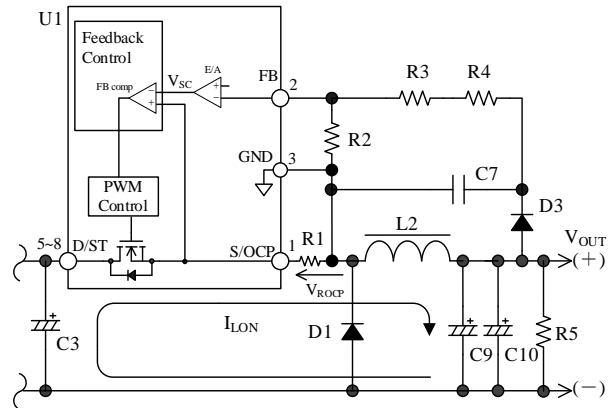 U1
Feedback
Control
FB comp
−
+
VSC
E/A
+
−
FB
2
R3
R4
R2
GND
3
C7
PWM
Control
D3
L2
VOUT
5~8
D/ST
S/OCP
1
R1
(+)
VROCP
ILON
C3
+
D1
+
C9
+
C10
R5
(−)